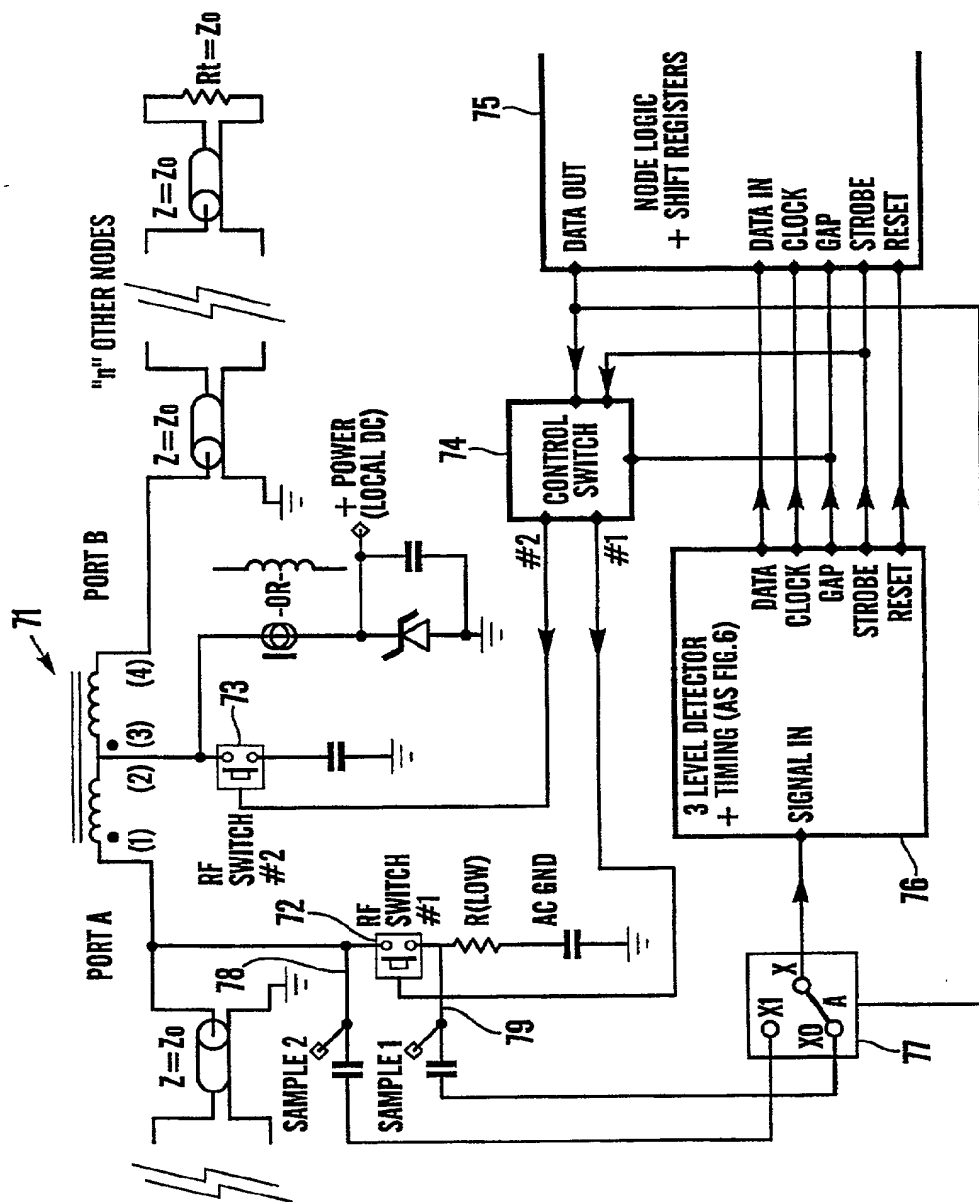 71
PORT A
PORT B
(1)
(2)
(3)
(4)
Z=Zo
Z=Zo
"n" OTHER NODES
Z=Zo
Rt=Zo
78
72
RF
SWITCH
#1
RF
SWITCH
#2
73
-OR-
+ POWER
(LOCAL DC)
SAMPLE 2
SAMPLE 1
79
R(LOW)
AC GND
#2
#1
74
CONTROL
SWITCH
75
DATA OUT
NODE LOGIC
+ SHIFT REGISTERS
DATA IN
CLOCK
GAP
STROBE
RESET
3 LEVEL DETECTOR
+ TIMING (AS FIG.6)
SIGNAL IN
DATA
CLOCK
GAP
STROBE
RESET
76
X1
X
X0
A
77